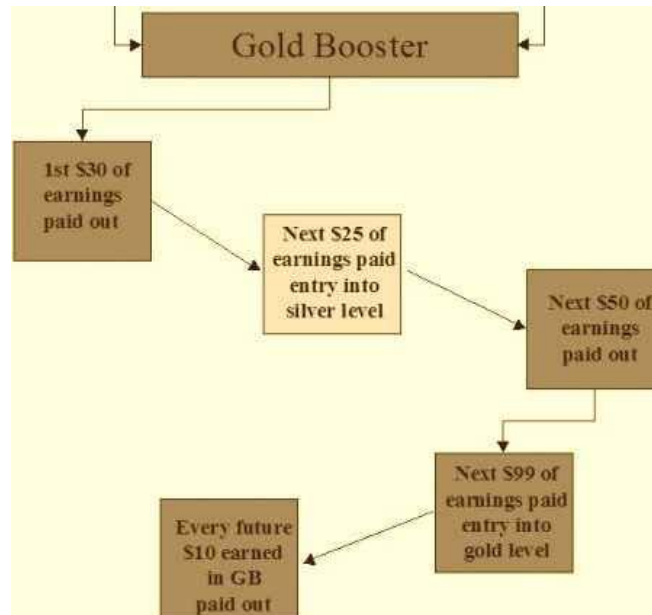 Gold Booster
1st $30 of
earnings
paid out
Next $25 of
earnings paid
entry into
silver level
Next $50 of
earnings
paid out
Next $99 of
earnings paid
entry into
gold level
Every future
$10 earned
in GB
paid out